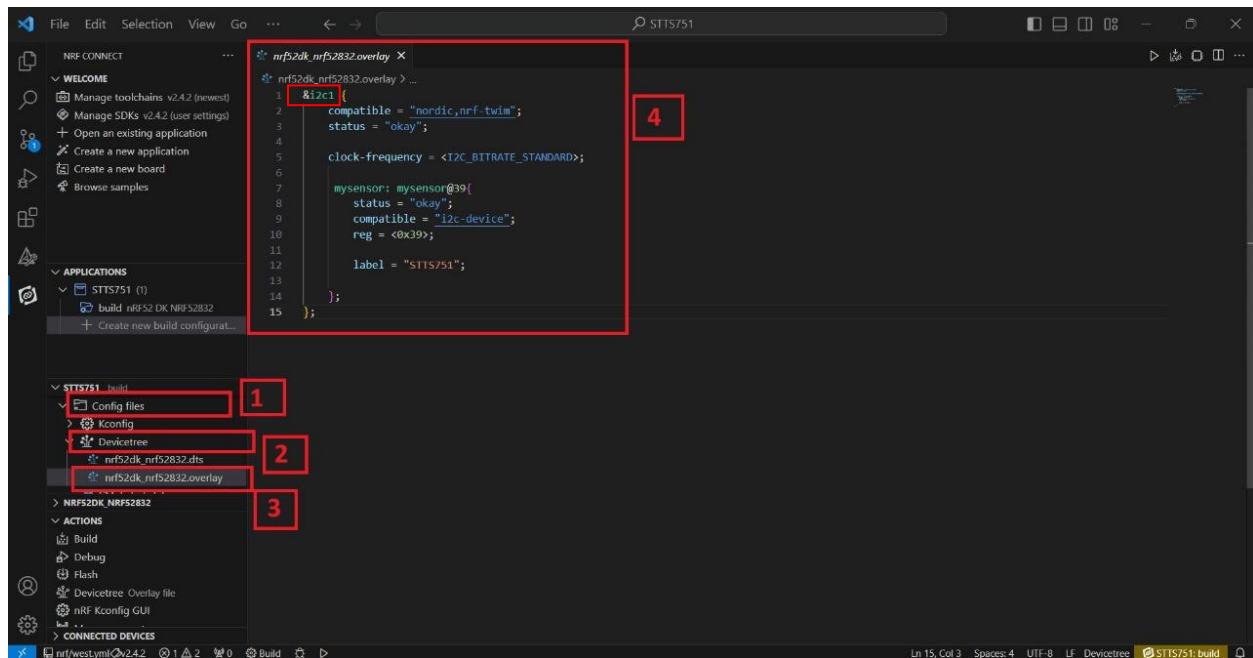 File Edit Selection View Go ... STTS751
NRF CONNECT ...
WELCOME
Manage toolchains v2.4.2 (newest)
Manage SDKs v2.4.2 (user settings)
Open an existing application
Create a new application
Create a new board
Browse samples
APPLICATIONS
STTS751 (1)
build nRF52 DK NRF52832
Create new build configurat...
STTS751 build
Config files
1
Kconfig
Devicetree
2
nrf52dk_nrf52832.dts
nrf52dk_nrf52832.overlay
3
NRF52DK_NRF52832
ACTIONS
Build
Debug
Flash
Devicetree Overlay file
nRF Kconfig GUI
CONNECTED DEVICES
nrf52dk_nrf52832.overlay
nrf52dk_nrf52832.overlay > ...
1 &i2c1 {
2 compatible = "nordic,nrf-twim";
3 status = "okay";
4
5 clock-frequency = <I2C_BITRATE_STANDARD>;
6
7 mysensor: mysensor@39{
8 status = "okay";
9 compatible = "i2c-device";
10 reg = <0x39>;
11
12 label = "STTS751";
13
14 };
15 };
4
nrf/west.yml v2.4.2 1 2 0 Build Ln 15, Col 3 Spaces: 4 UTF-8 LF Devicetree STTS751: build